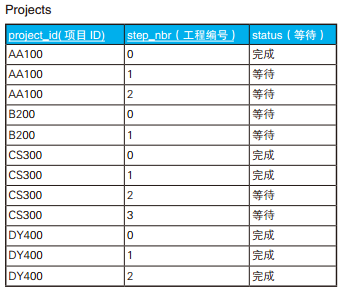 Projects
project_id(项目 ID) step_nbr(工程编号) status(等待)
AA100 0 完成
AA100 1 等待
AA100 2 等待
B200 0 等待
B200 1 等待
CS300 0 完成
CS300 1 完成
CS300 2 等待
CS300 3 等待
DY400 0 完成
DY400 1 完成
DY400 2 完成